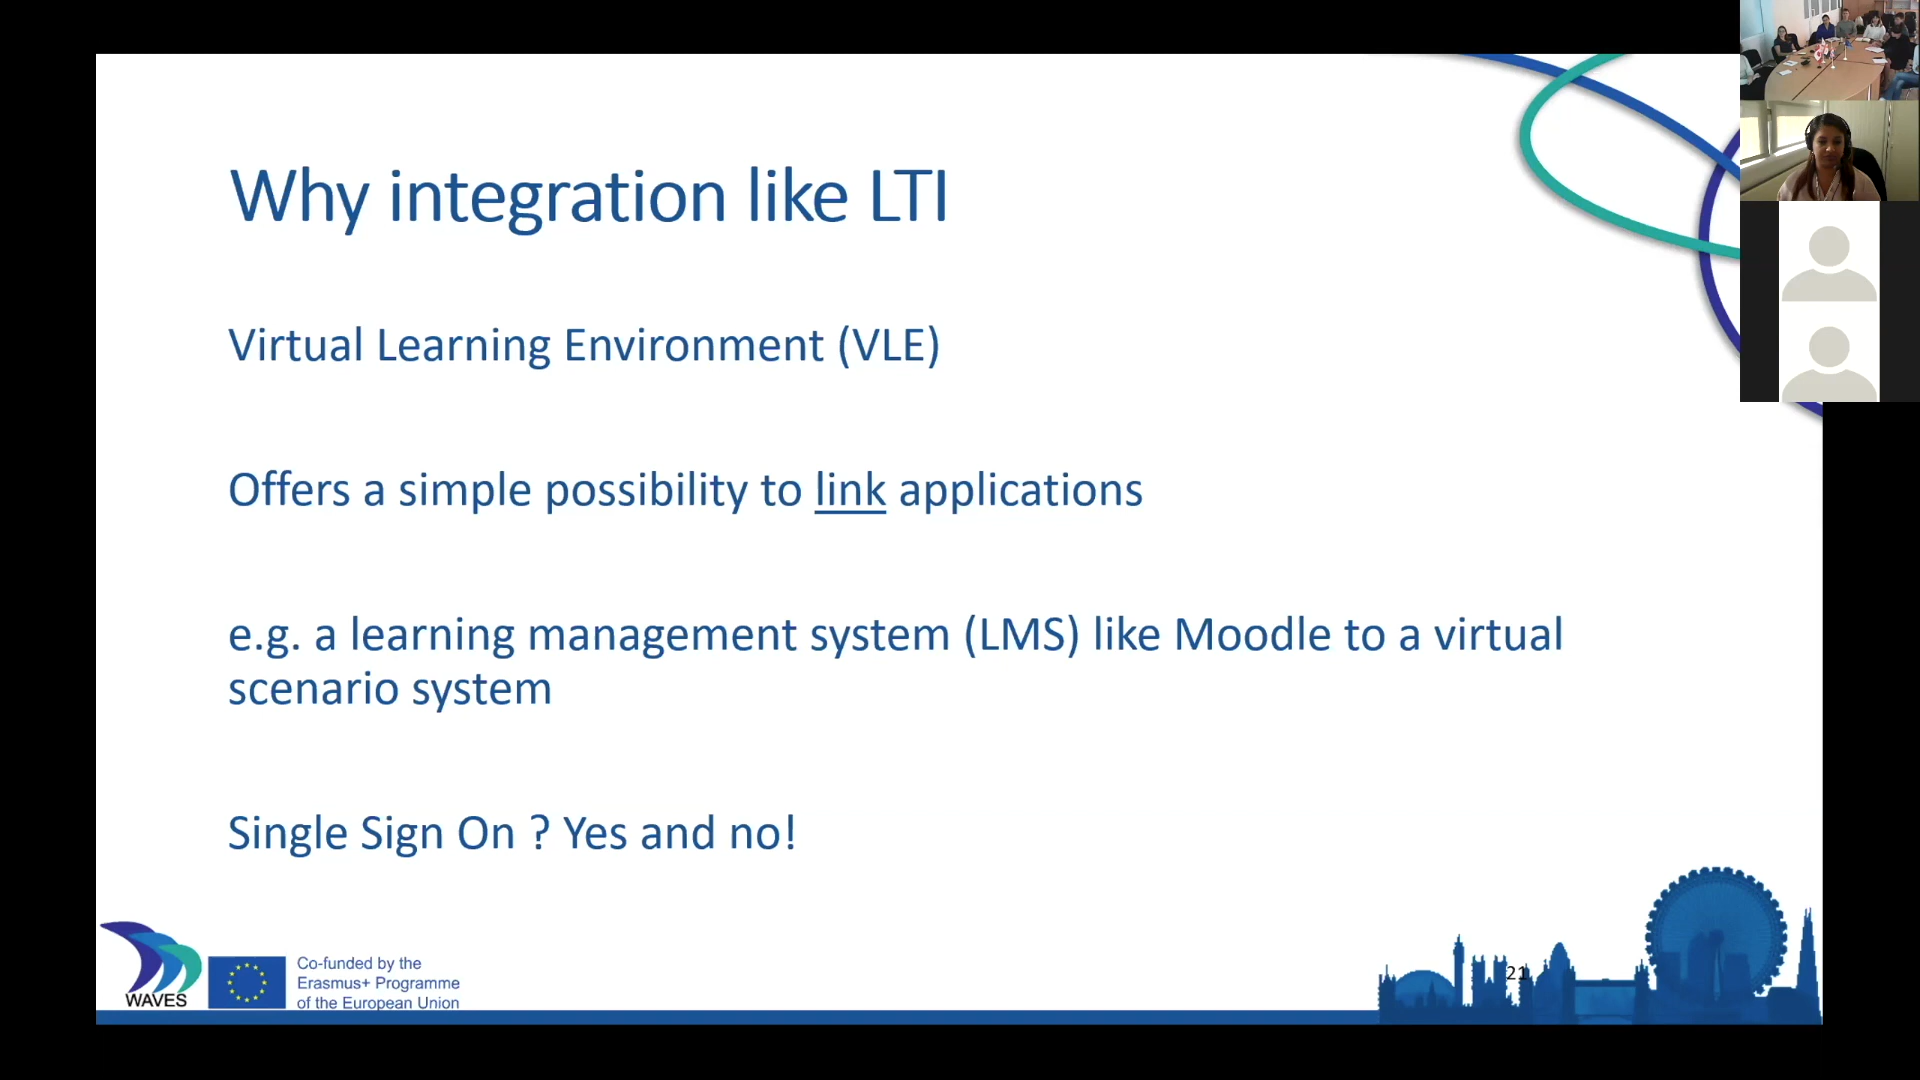 Why integration like LTI
Virtual Learning Environment (VLE)
Offers a simple possibility to link applications
e.g. a learning management system (LMS) like Moodle to a virtual
scenario system
Single Sign On ? Yes and no!
WAVES
Co-funded by the
Erasmus+ Programme
of the European Union
21